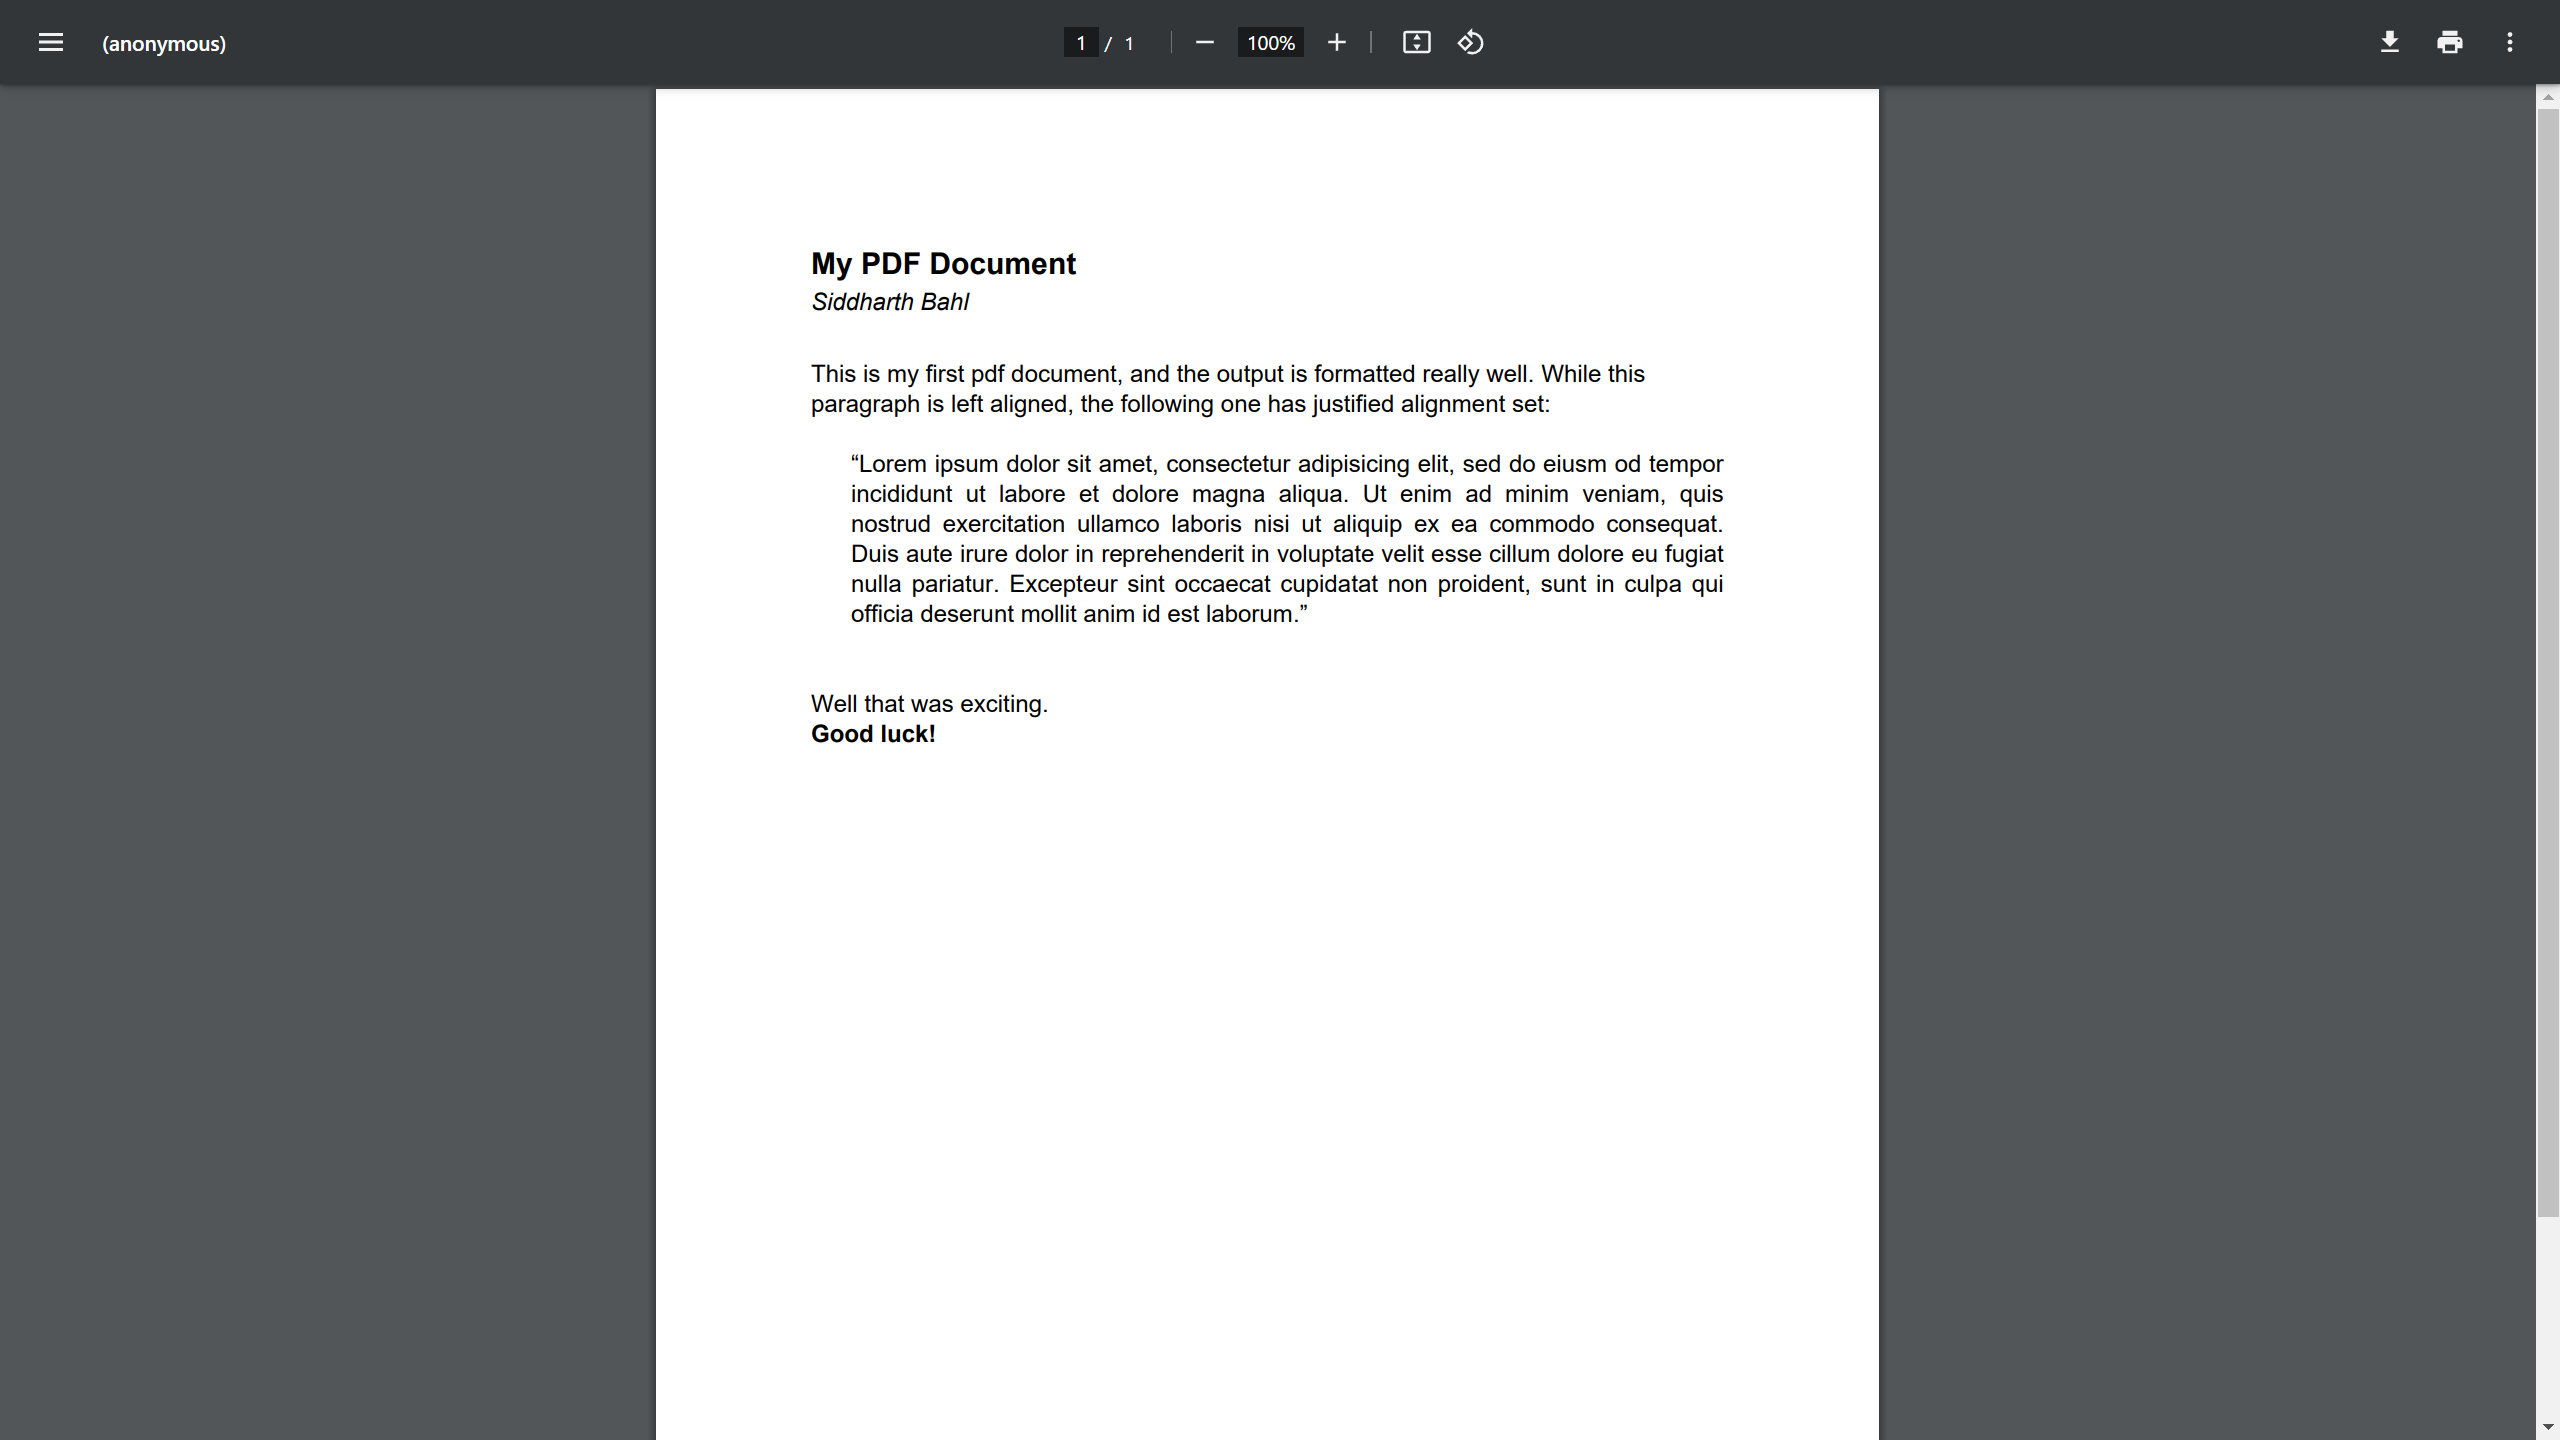 (anonymous)
1 / 1
100%
My PDF Document
Siddharth Bahl
This is my first pdf document, and the output is formatted really well. While this
paragraph is left aligned, the following one has justified alignment set:
“Lorem ipsum dolor sit amet, consectetur adipisicing elit, sed do eiusm od tempor
incididunt ut labore et dolore magna aliqua. Ut enim ad minim veniam, quis
nostrud exercitation ullamco laboris nisi ut aliquip ex ea commodo consequat.
Duis aute irure dolor in reprehenderit in voluptate velit esse cillum dolore eu fugiat
nulla pariatur. Excepteur sint occaecat cupidatat non proident, sunt in culpa qui
officia deserunt mollit anim id est laborum.”
Well that was exciting.
Good luck!